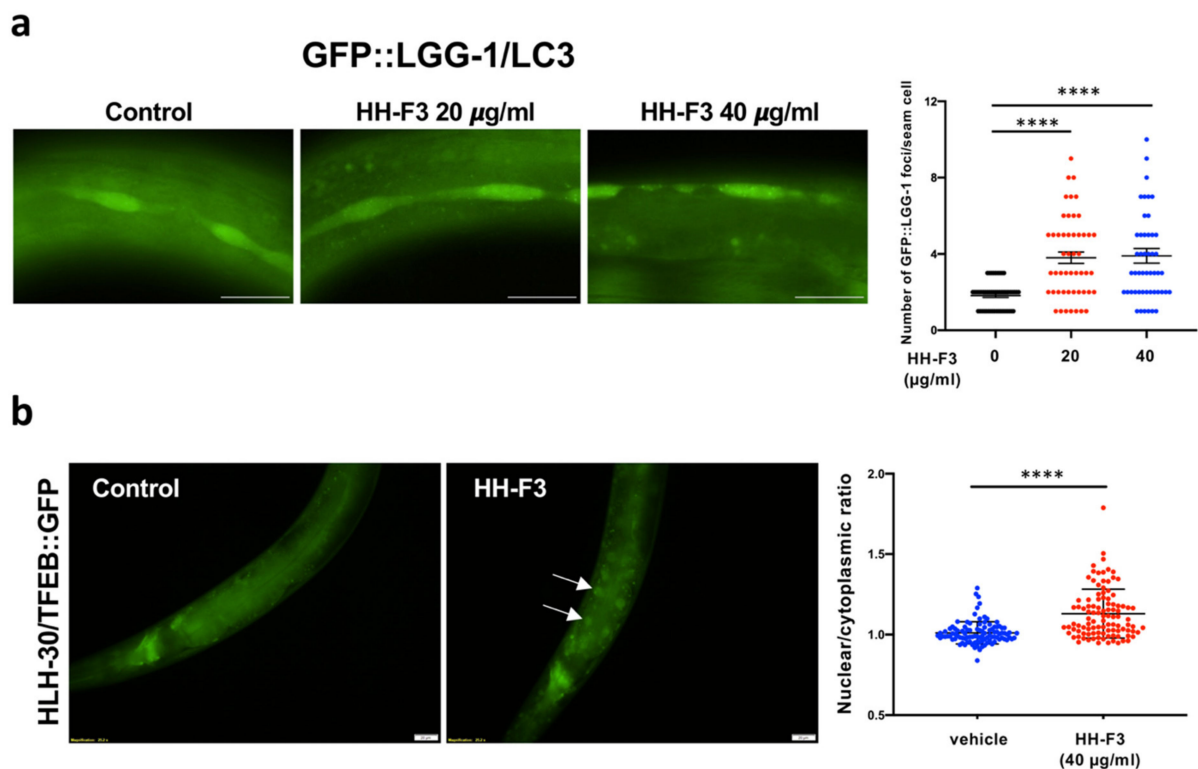 a
GFP::LGG-1/LC3
Control
HH-F3 20 µg/ml
HH-F3 40 µg/ml
Number of GFP::LGG-1 foci/seam cell
12
8
4
0
****
****
HH-F3
(µg/ml)
0
20
40
b
HLH-30/TFEB::GFP
Control
HH-F3
Nuclear/cytoplasmic ratio
2.0
1.5
1.0
0.5
****
vehicle
HH-F3
(40 µg/ml)